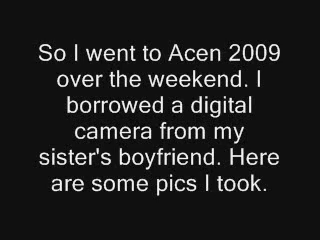 So I went to Acen 2009
over the weekend. I
borrowed a digital
camera from my
sister's boyfriend. Here
are some pics I took.